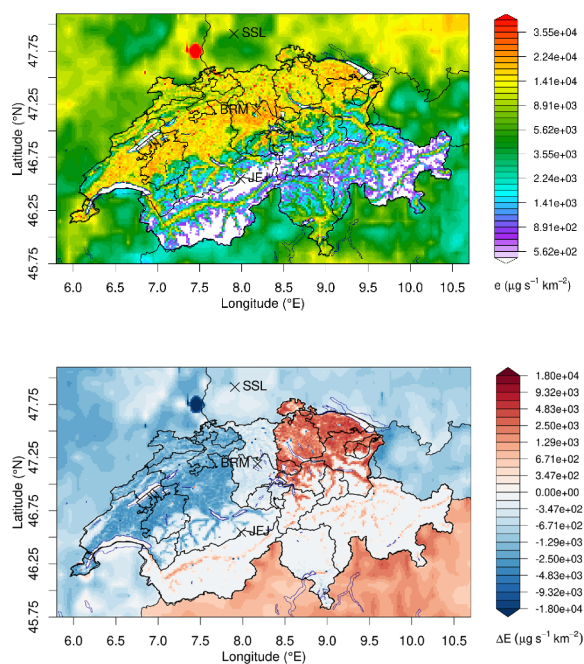 47.75
47.25
46.75
46.25
45.75
Latitude (°N)
SSL
BRM
JEJ
6.0 6.5 7.0 7.5 8.0 8.5 9.0 9.5 10.0 10.5
Longitude (°E)
3.55e+04
2.24e+04
1.41e+04
8.91e+03
5.62e+03
3.55e+03
2.24e+03
1.41e+03
8.91e+02
5.62e+02
e (µg s⁻¹ km⁻²)
47.75
47.25
46.75
46.25
45.75
Latitude (°N)
SSL
BRM
JEJ
6.0 6.5 7.0 7.5 8.0 8.5 9.0 9.5 10.0 10.5
Longitude (°E)
1.80e+04
9.32e+03
4.83e+03
2.50e+03
1.29e+03
6.71e+02
3.47e+02
0.00e+00
-3.47e+02
-6.71e+02
-1.29e+03
-2.50e+03
-4.83e+03
-9.32e+03
-1.80e+04
ΔE (µg s⁻¹ km⁻²)